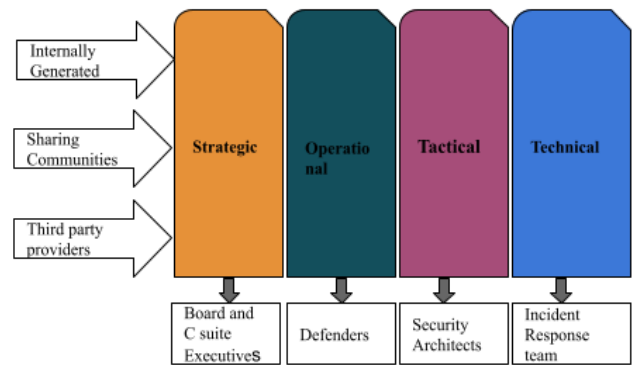 Internally
Generated
Sharing
Communities
Third party
providers
Strategic
Operatio
nal
Tactical
Technical
Board and
C suite
Executives
Defenders
Security
Architects
Incident
Response
team